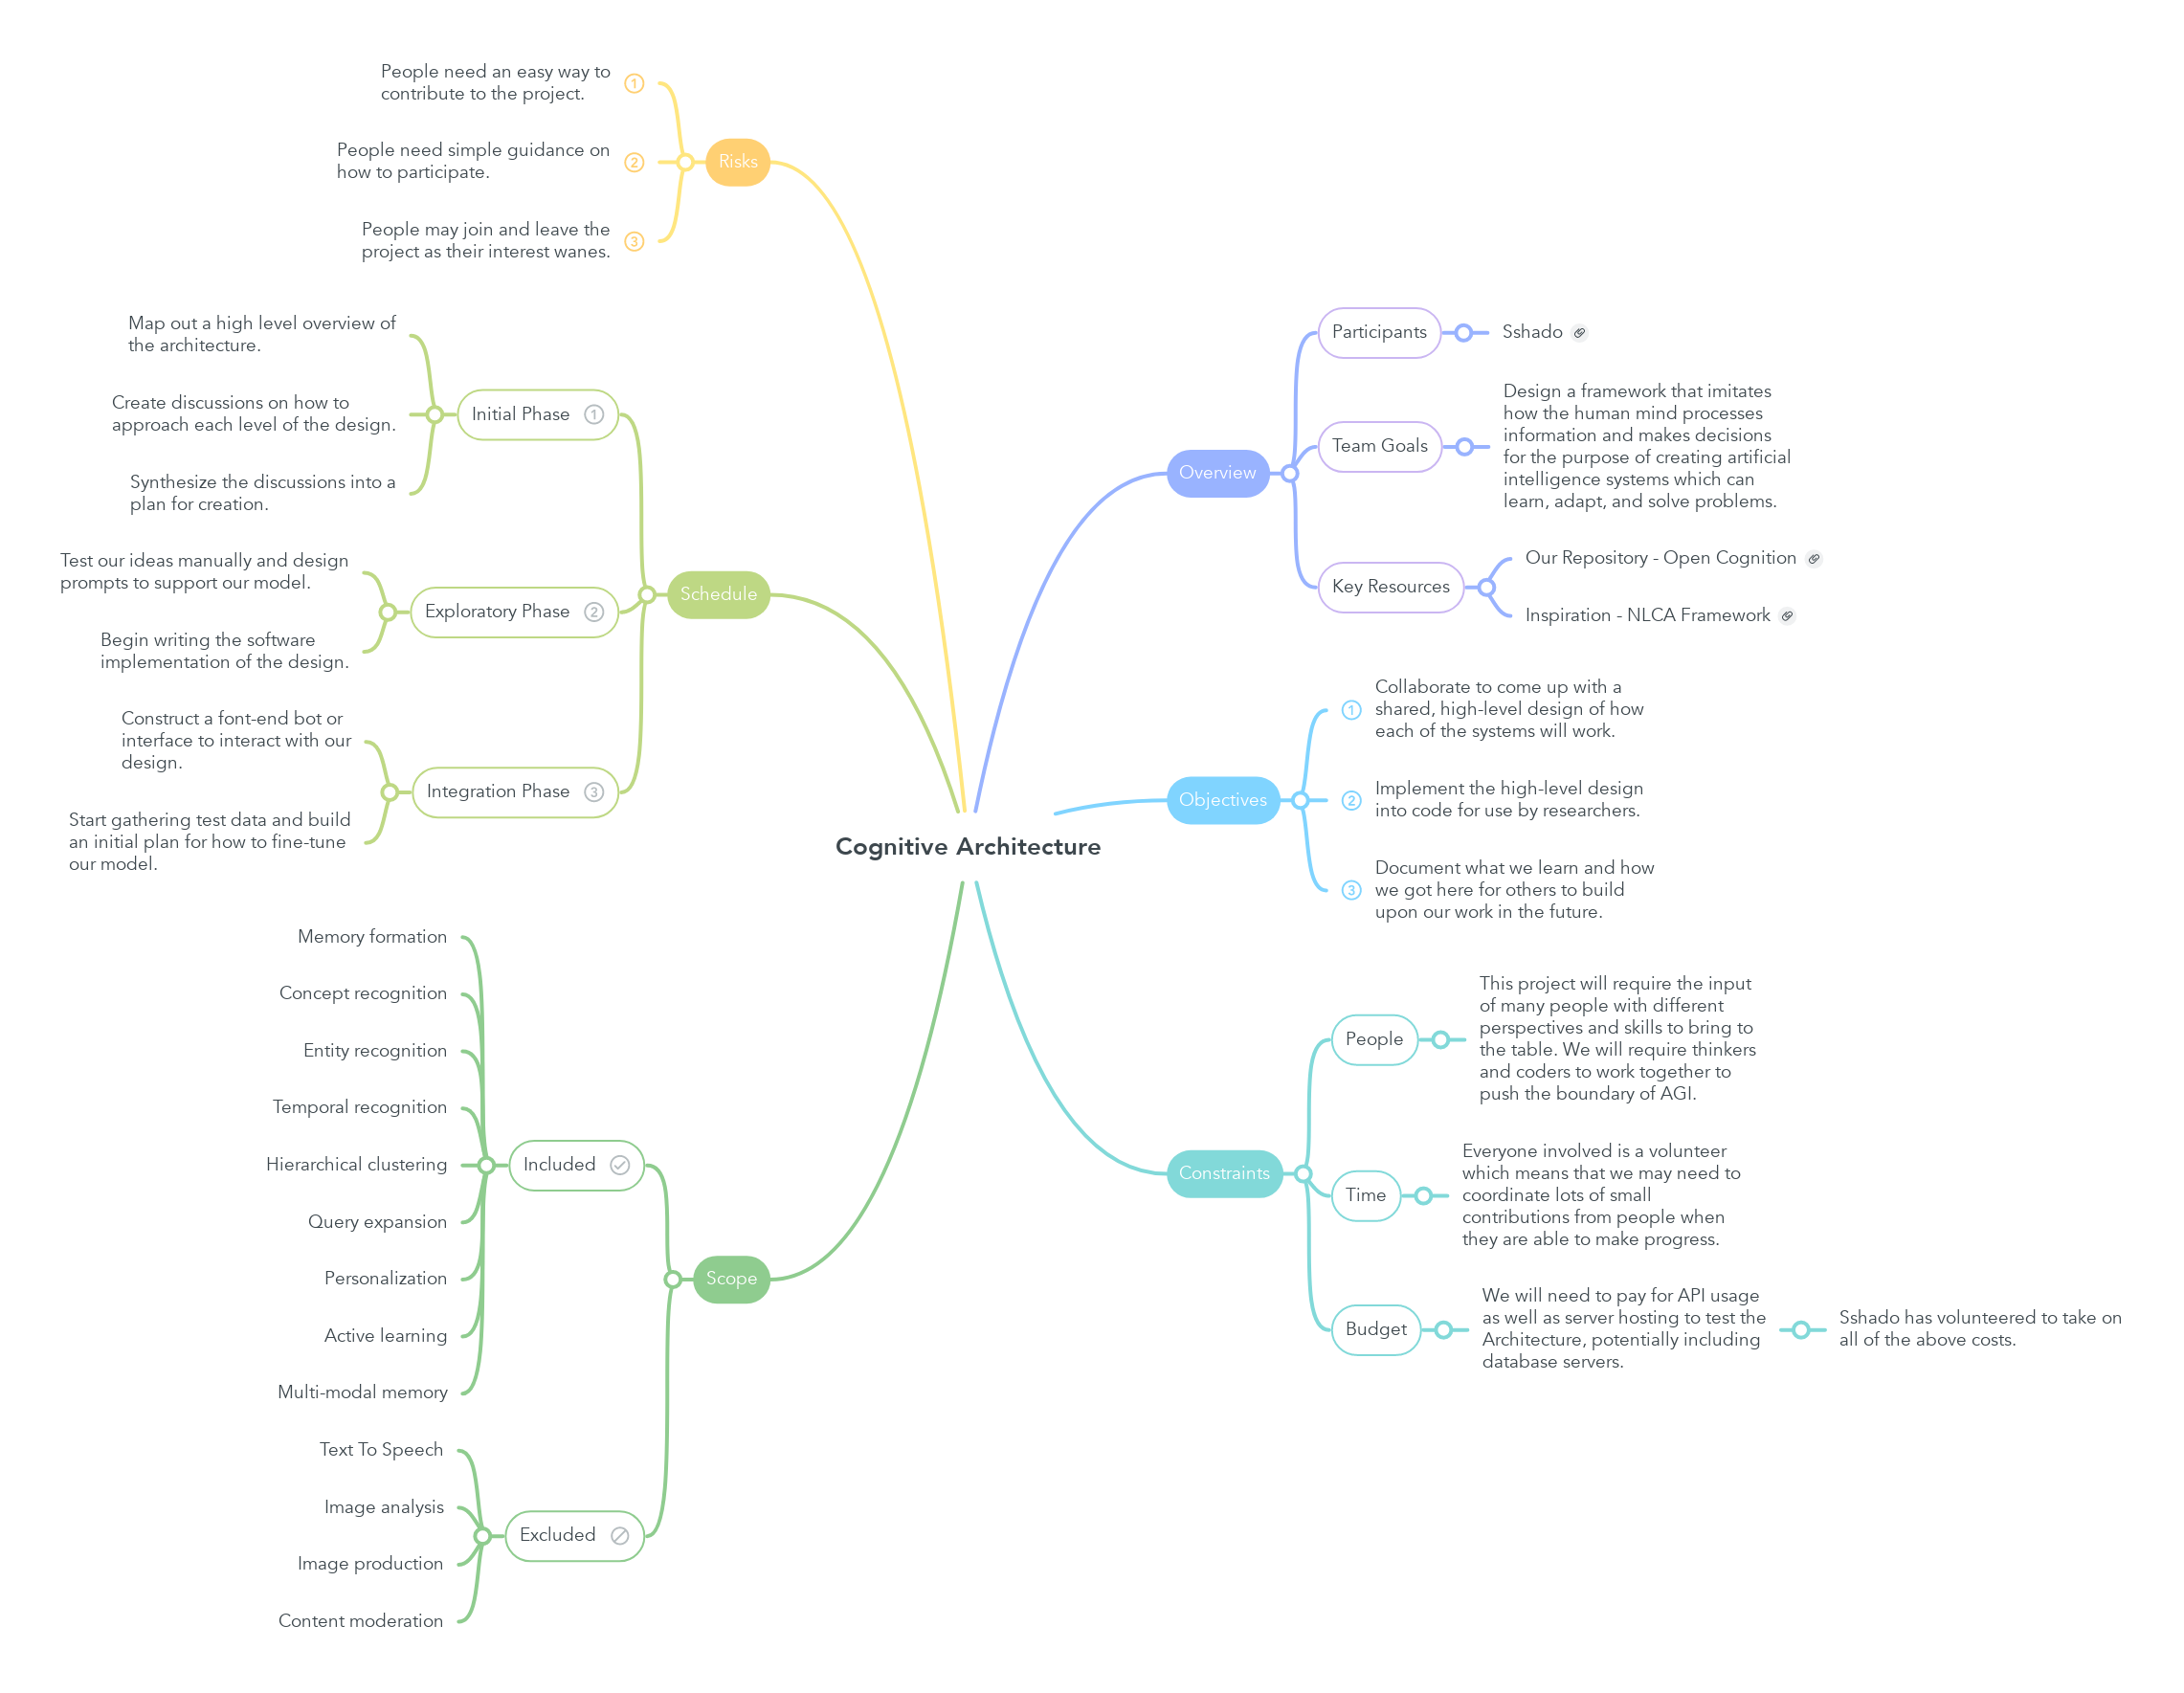 Cognitive Architecture
Risks
1
People need an easy way to
contribute to the project.
2
People need simple guidance on
how to participate.
3
People may join and leave the
project as their interest wanes.
Schedule
Initial Phase 1
Map out a high level overview of
the architecture.
Create discussions on how to
approach each level of the design.
Synthesize the discussions into a
plan for creation.
Exploratory Phase 2
Test our ideas manually and design
prompts to support our model.
Begin writing the software
implementation of the design.
Integration Phase 3
Construct a font-end bot or
interface to interact with our
design.
Start gathering test data and build
an initial plan for how to fine-tune
our model.
Scope
Included
Memory formation
Concept recognition
Entity recognition
Temporal recognition
Hierarchical clustering
Query expansion
Personalization
Active learning
Multi-modal memory
Excluded
Text To Speech
Image analysis
Image production
Content moderation
Overview
Participants
Sshado
Team Goals
Design a framework that imitates
how the human mind processes
information and makes decisions
for the purpose of creating artificial
intelligence systems which can
learn, adapt, and solve problems.
Key Resources
Our Repository - Open Cognition
Inspiration - NLCA Framework
Objectives
1
Collaborate to come up with a
shared, high-level design of how
each of the systems will work.
2
Implement the high-level design
into code for use by researchers.
3
Document what we learn and how
we got here for others to build
upon our work in the future.
Constraints
People
This project will require the input
of many people with different
perspectives and skills to bring to
the table. We will require thinkers
and coders to work together to
push the boundary of AGI.
Time
Everyone involved is a volunteer
which means that we may need to
coordinate lots of small
contributions from people when
they are able to make progress.
Budget
We will need to pay for API usage
as well as server hosting to test the
Architecture, potentially including
database servers.
Sshado has volunteered to take on
all of the above costs.